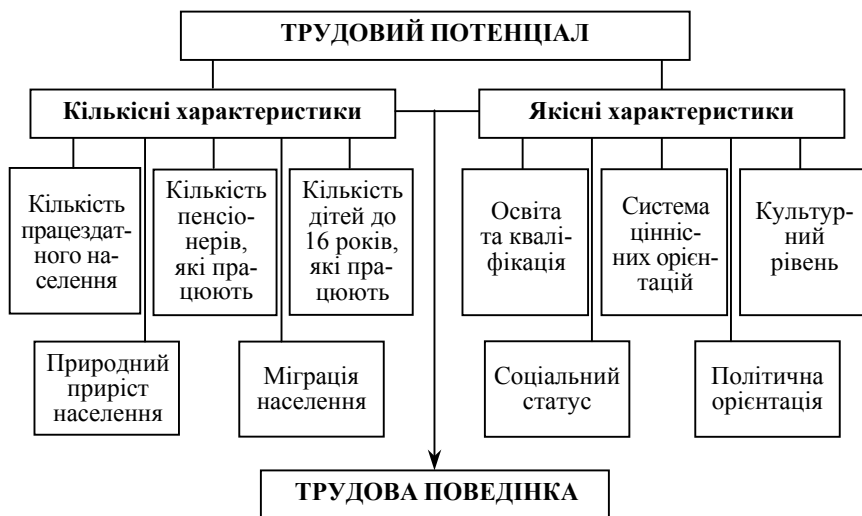 ТРУДОВИЙ ПОТЕНЦІАЛ
Кількісні характеристики
Якісні характеристики
Кількість
працездат-
ного на-
селення
Кількість
пенсіо-
нерів,
які пра-
цюють
Кількість
дітей до
16 років,
які пра-
цюють
Освіта
та квалі-
фікація
Система
цінніс-
них орієн-
тацій
Культур-
ний
рівень
Природний
приріст
населення
Міграція
населення
Соціальний
статус
Політична
орієнтація
ТРУДОВА ПОВЕДІНКА